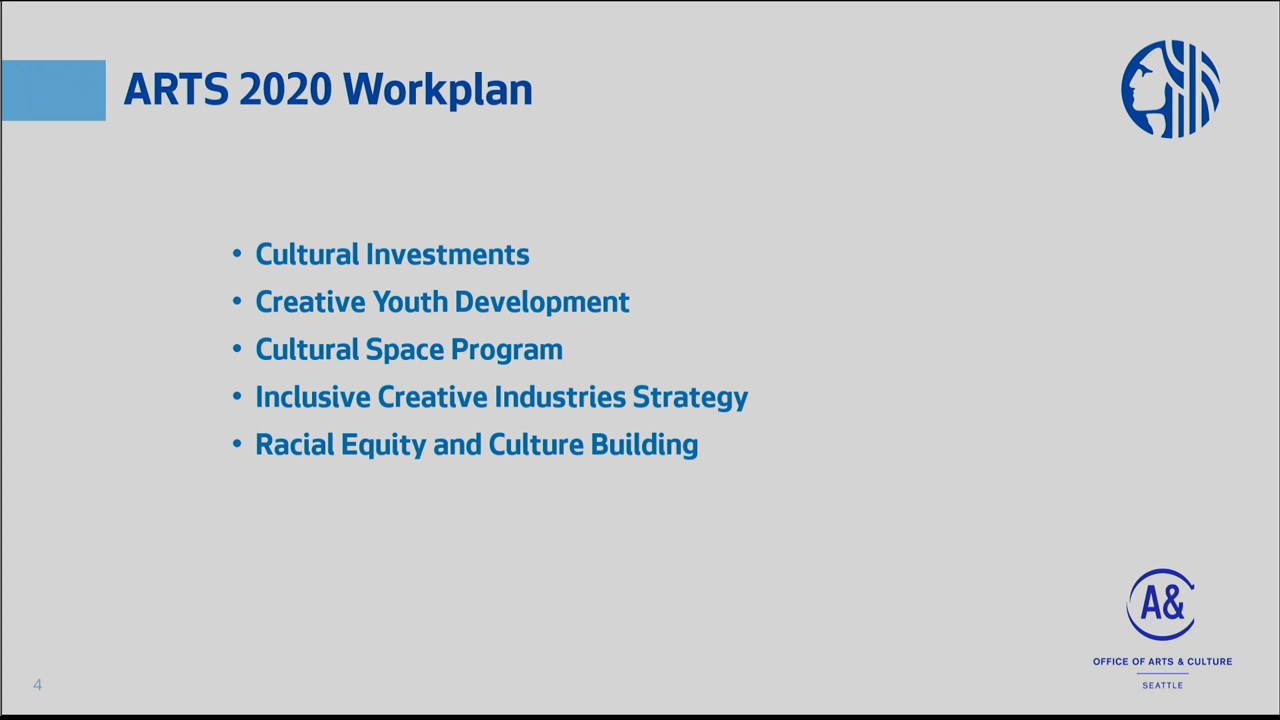 ARTS 2020 Workplan
• Cultural Investments
• Creative Youth Development
• Cultural Space Program
• Inclusive Creative Industries Strategy
• Racial Equity and Culture Building
A&
OFFICE OF ARTS & CULTURE
SEATTLE
4